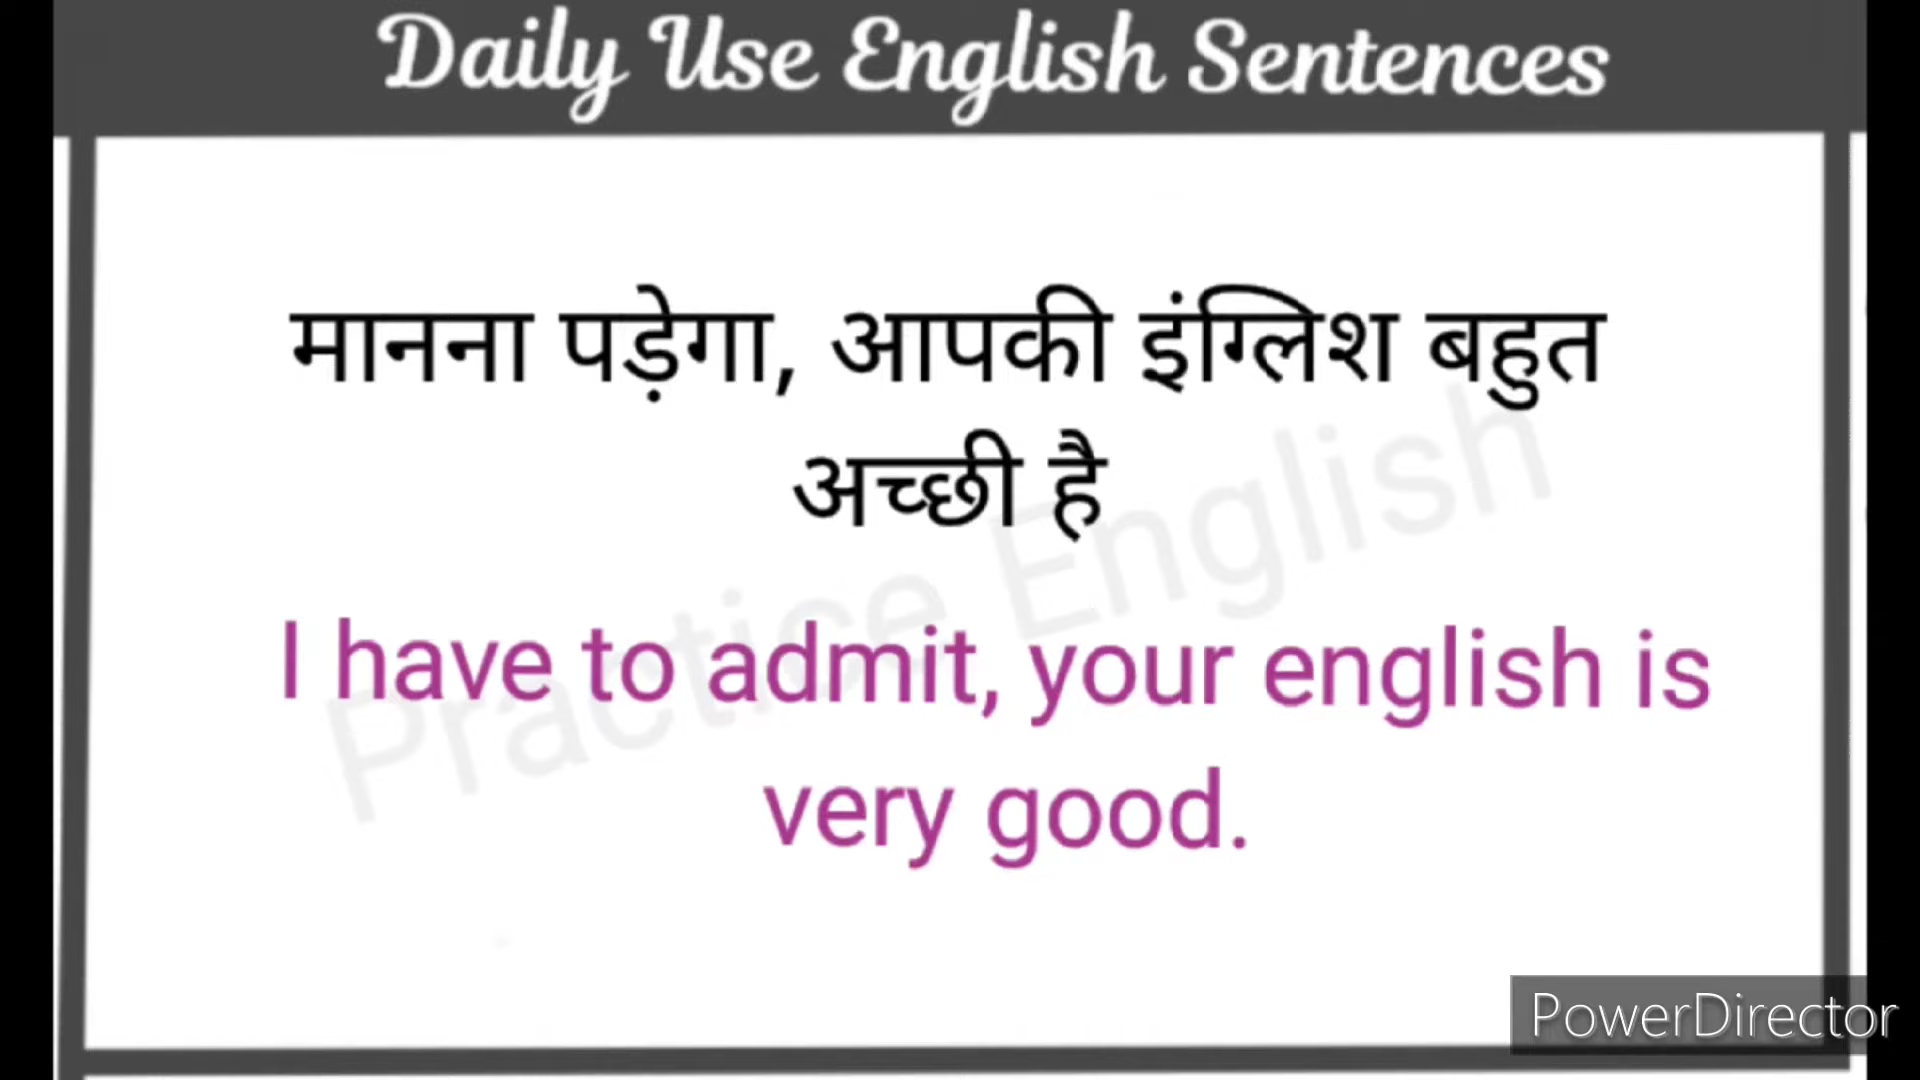 Daily Use English Sentences
मानना पड़ेगा, आपकी इंग्लिश बहुत
अच्छी है
Practice English
I have to admit, your english is
very good.
PowerDirector